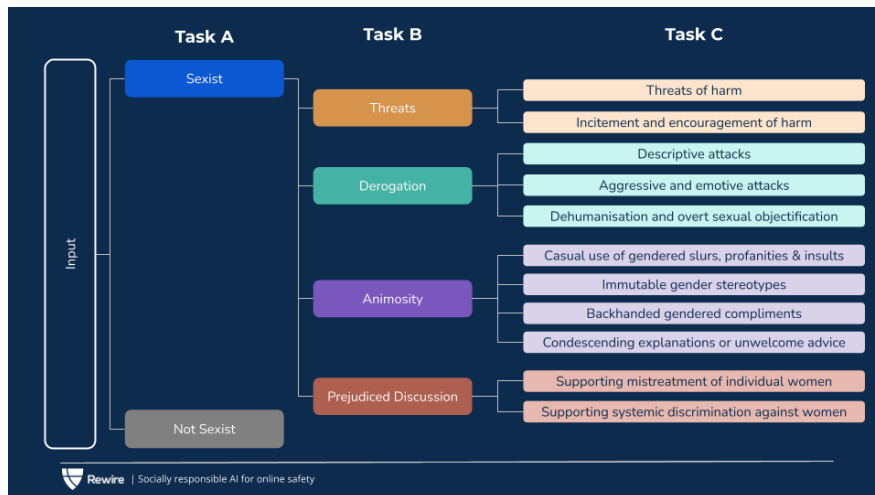 Task A
Task B
Task C
Input
Sexist
Not Sexist
Threats
Derogation
Animosity
Prejudiced Discussion
Threats of harm
Incitement and encouragement of harm
Descriptive attacks
Aggressive and emotive attacks
Dehumanisation and overt sexual objectification
Casual use of gendered slurs, profanities & insults
Immutable gender stereotypes
Backhanded gendered compliments
Condescending explanations or unwelcome advice
Supporting mistreatment of individual women
Supporting systemic discrimination against women
Rewire | Socially responsible AI for online safety